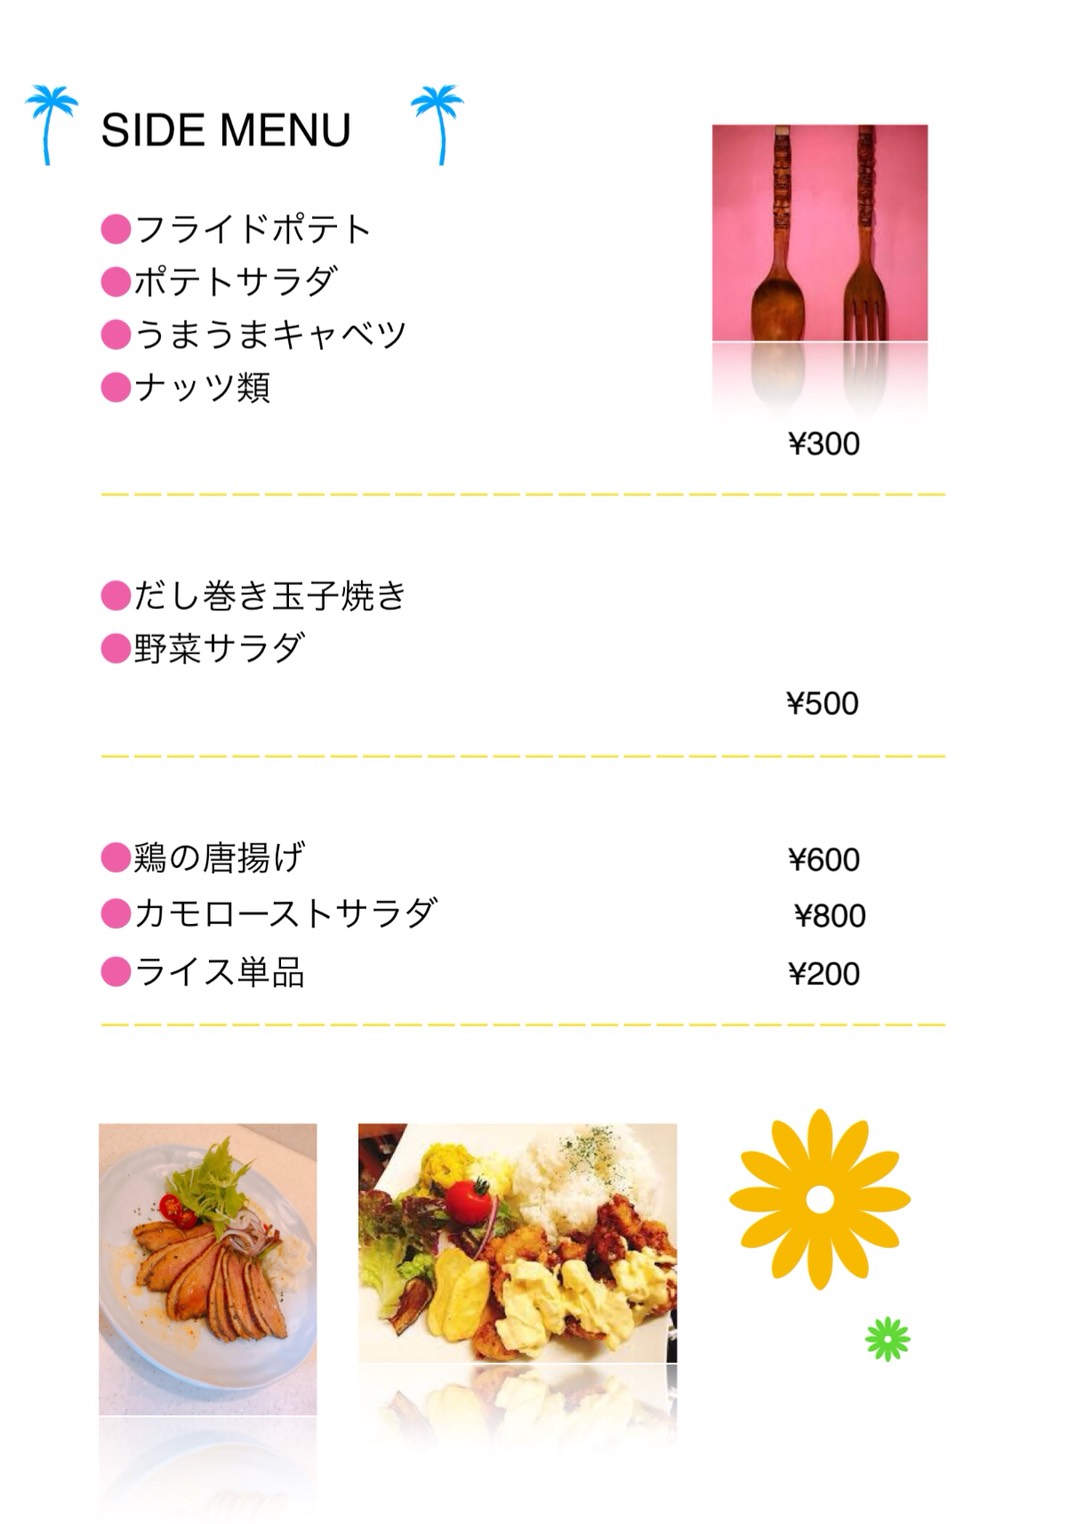 SIDE MENU
●フライドポテト
●ポテトサラダ
●うまうまキャベツ
●ナッツ類
¥300
●だし巻き玉子焼き
●野菜サラダ
¥500
●鶏の唐揚げ ¥600
●カモローストサラダ ¥800
●ライス単品 ¥200